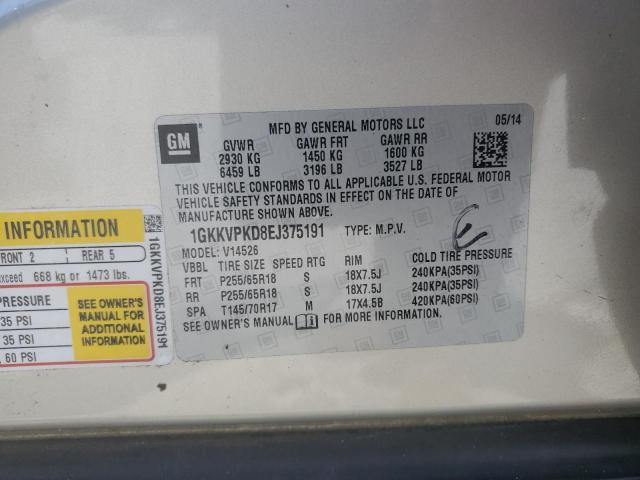 GM
MFD BY GENERAL MOTORS LLC 05/14
GVWR GAWR FRT GAWR RR
2930 KG 1450 KG 1600 KG
6459 LB 3196 LB 3527 LB
THIS VEHICLE CONFORMS TO ALL APPLICABLE U.S. FEDERAL MOTOR
VEHICLE SAFETY STANDARDS IN EFFECT ON THE DATE OF
MANUFACTURE SHOWN ABOVE.
1GKKVPKD8EJ375191 TYPE: M.P.V.
MODEL: V14526
VBBL TIRE SIZE SPEED RTG RIM COLD TIRE PRESSURE
FRT P255/65R18 S 18X7.5J 240KPA(35PSI)
RR P255/65R18 S 18X7.5J 240KPA(35PSI)
SPA T145/70R17 M 17X4.5B 420KPA(60PSI)
SEE OWNER'S MANUAL FOR MORE INFORMATION.
INFORMATION
FRONT 2 REAR 5
exceed 668 kg or 1473 lbs.
PRESSURE
35 PSI
35 PSI
60 PSI
SEE OWNER'S
MANUAL FOR
ADDITIONAL
INFORMATION
1GKKVPKD8EJ375191